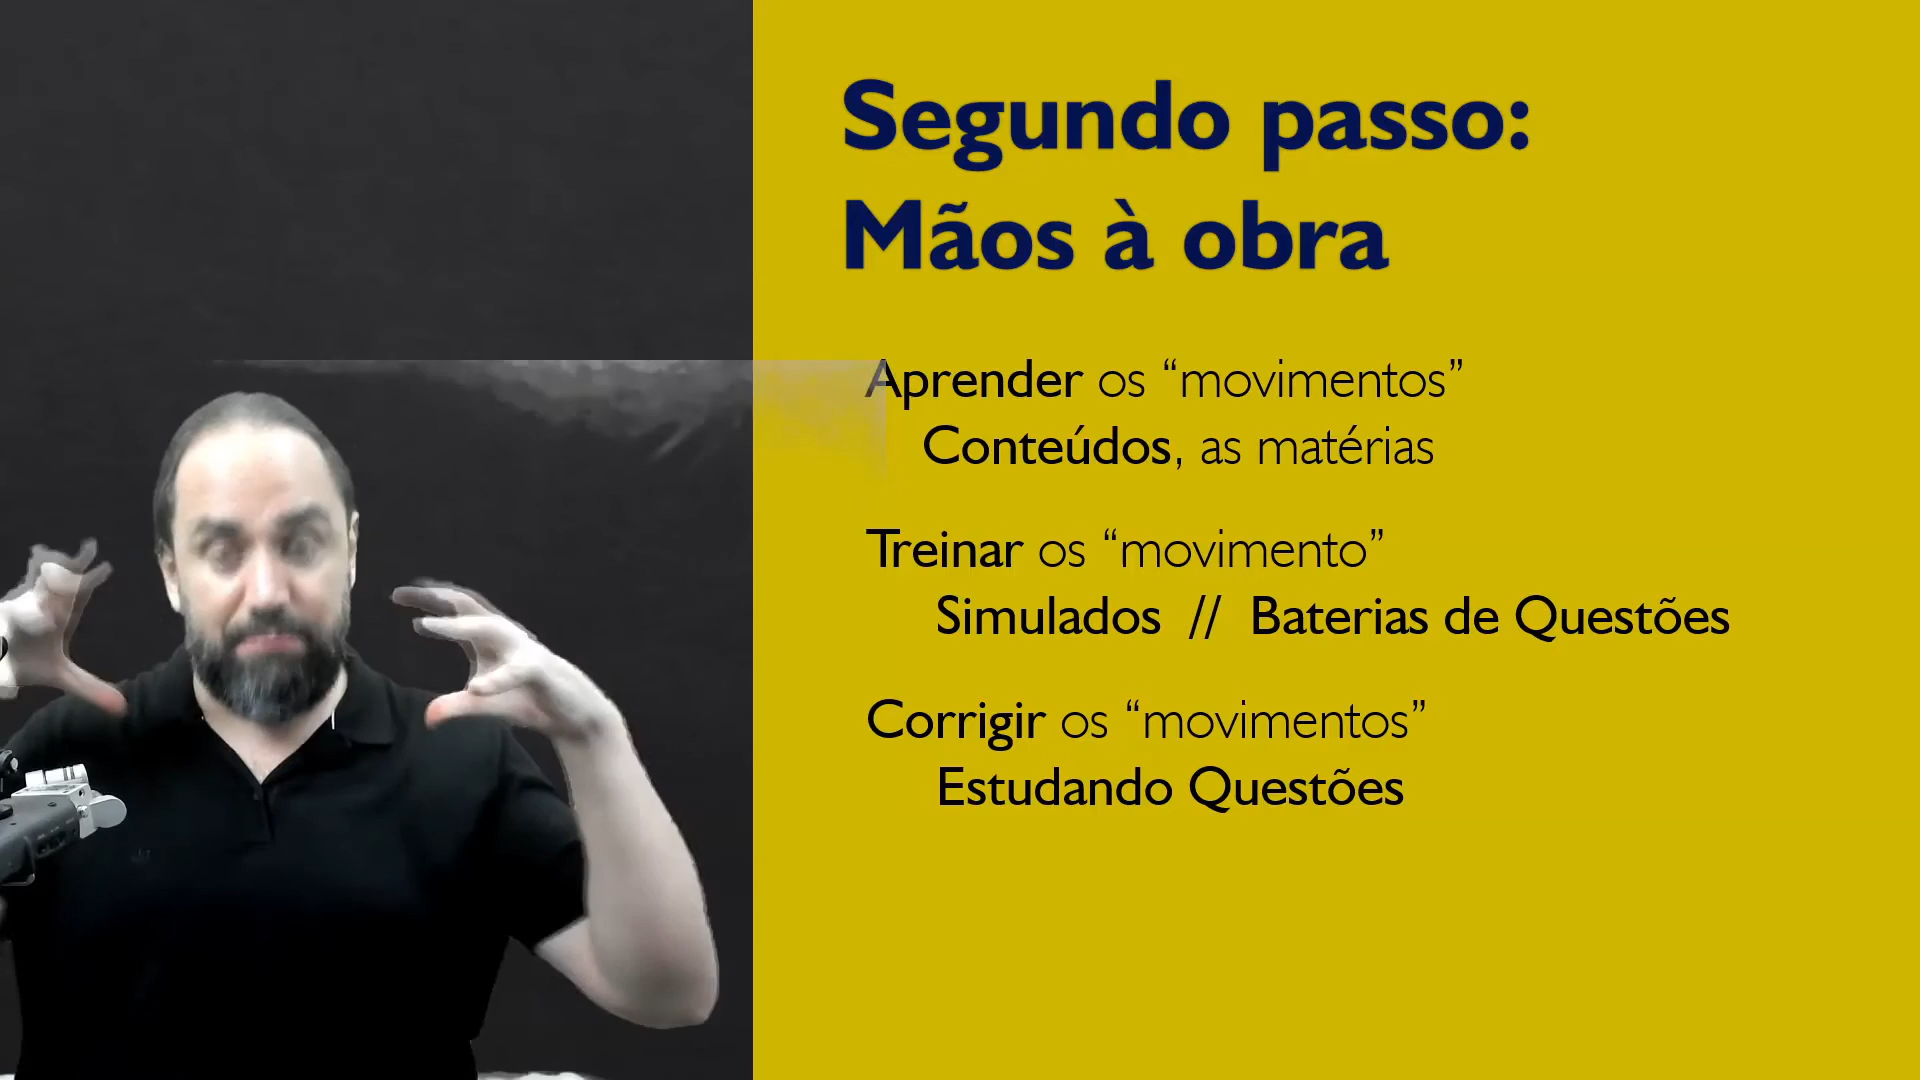 Segundo passo:
Mãos à obra
Aprender os “movimentos”
Conteúdos, as matérias
Treinar os “movimento”
Simulados // Baterias de Questões
Corrigir os “movimentos”
Estudando Questões